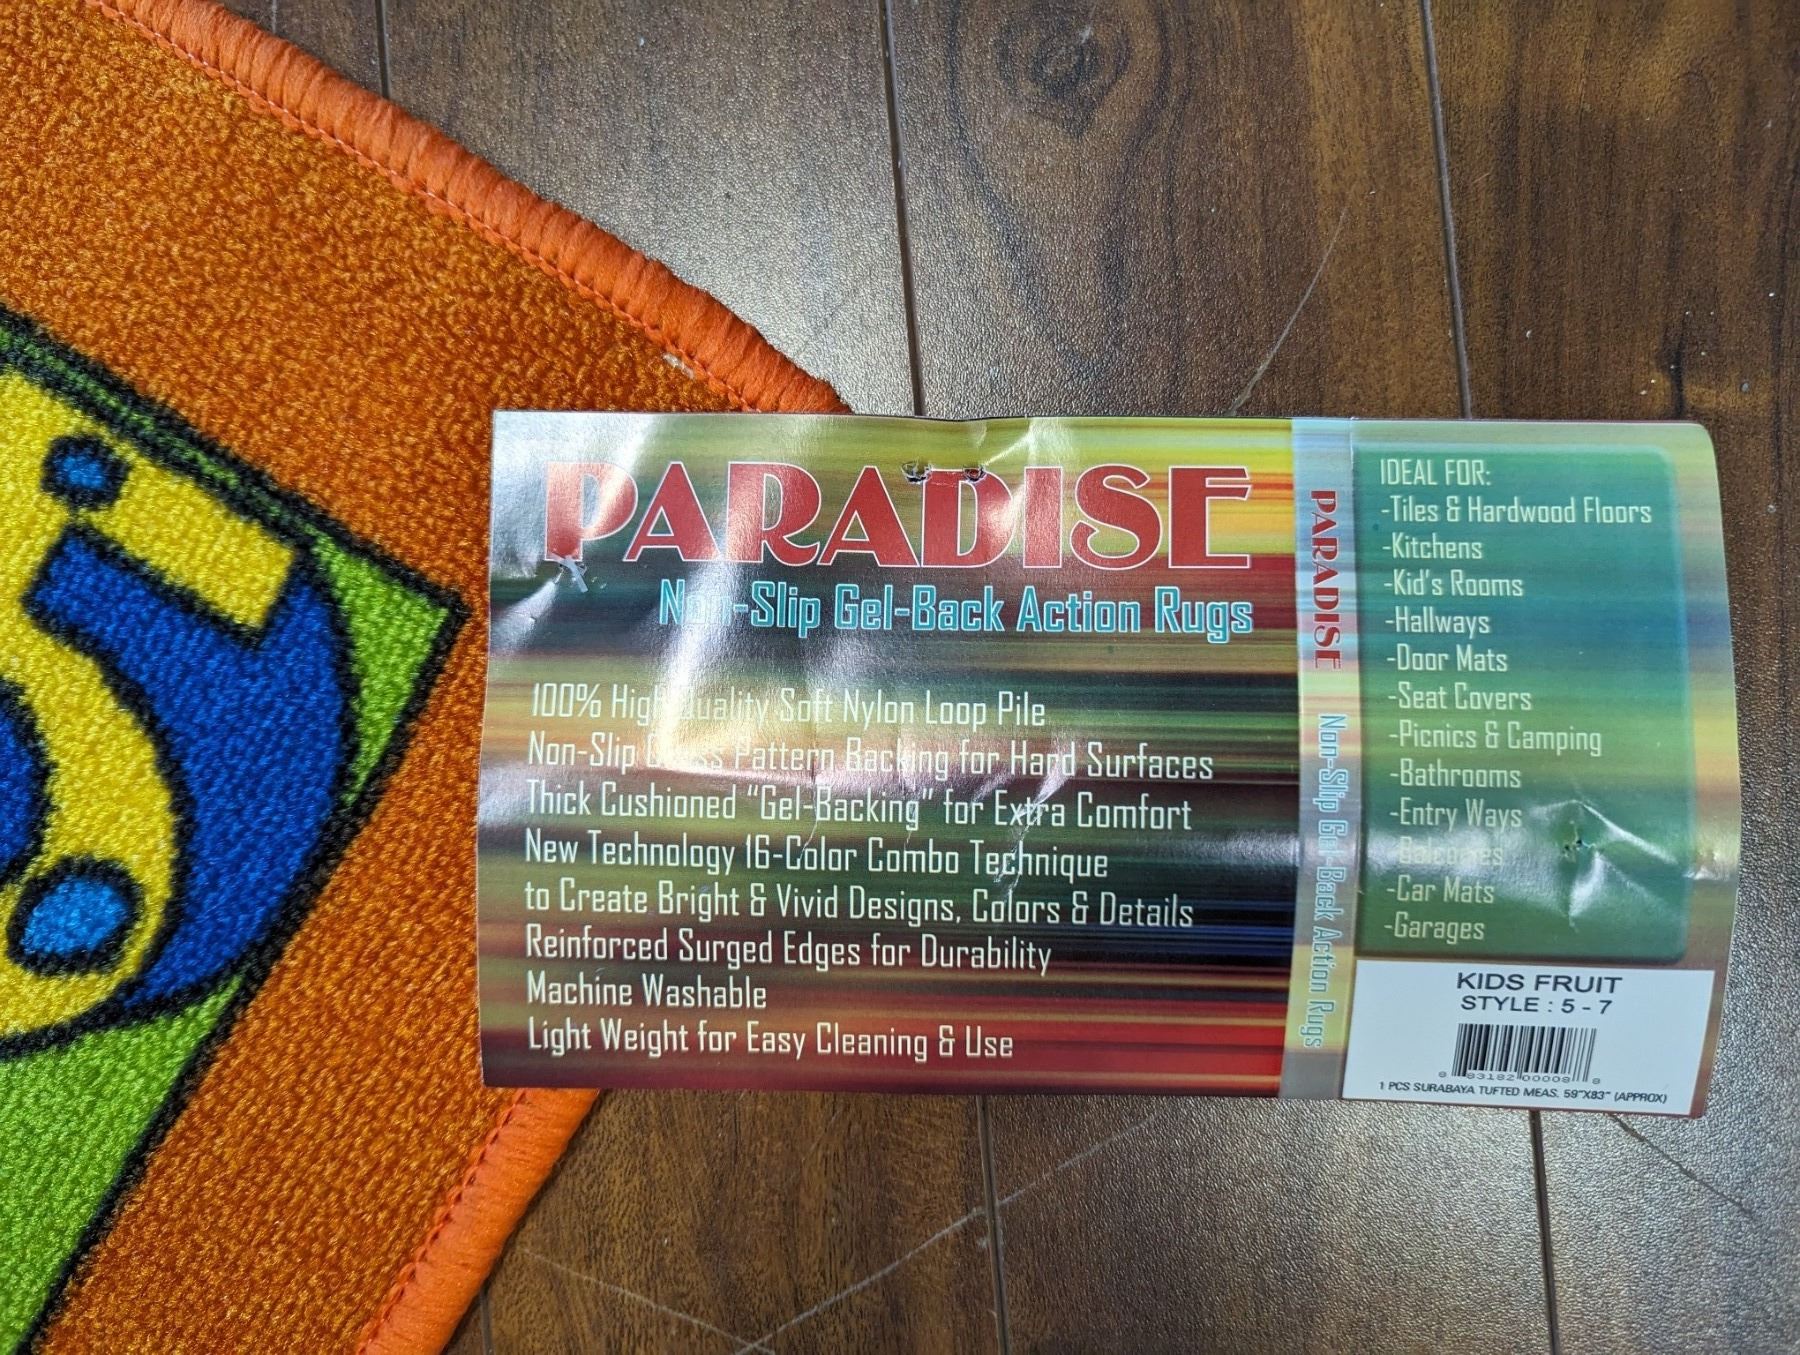 PARADISE
Non-Slip Gel-Back Action Rugs
100% High Quality Soft Nylon Loop Pile
Non-Slip Pattern Backing for Hard Surfaces
Thick Cushioned “Gel-Backing” for Extra Comfort
New Technology 16-Color Combo Technique
to Create Bright & Vivid Designs, Colors & Details
Reinforced Surged Edges for Durability
Machine Washable
Light Weight for Easy Cleaning & Use
PARADISE
Non-Slip Gel-Back Action Rugs
IDEAL FOR:
-Tiles & Hardwood Floors
-Kitchens
-Kid's Rooms
-Hallways
-Door Mats
-Seat Covers
-Picnics & Camping
-Bathrooms
-Entry Ways
-Balconies
-Car Mats
-Garages
KIDS FRUIT
STYLE : 5 - 7
1 PCS SURABAYA TUFTED MEAS. 59"X83" (APPROX)